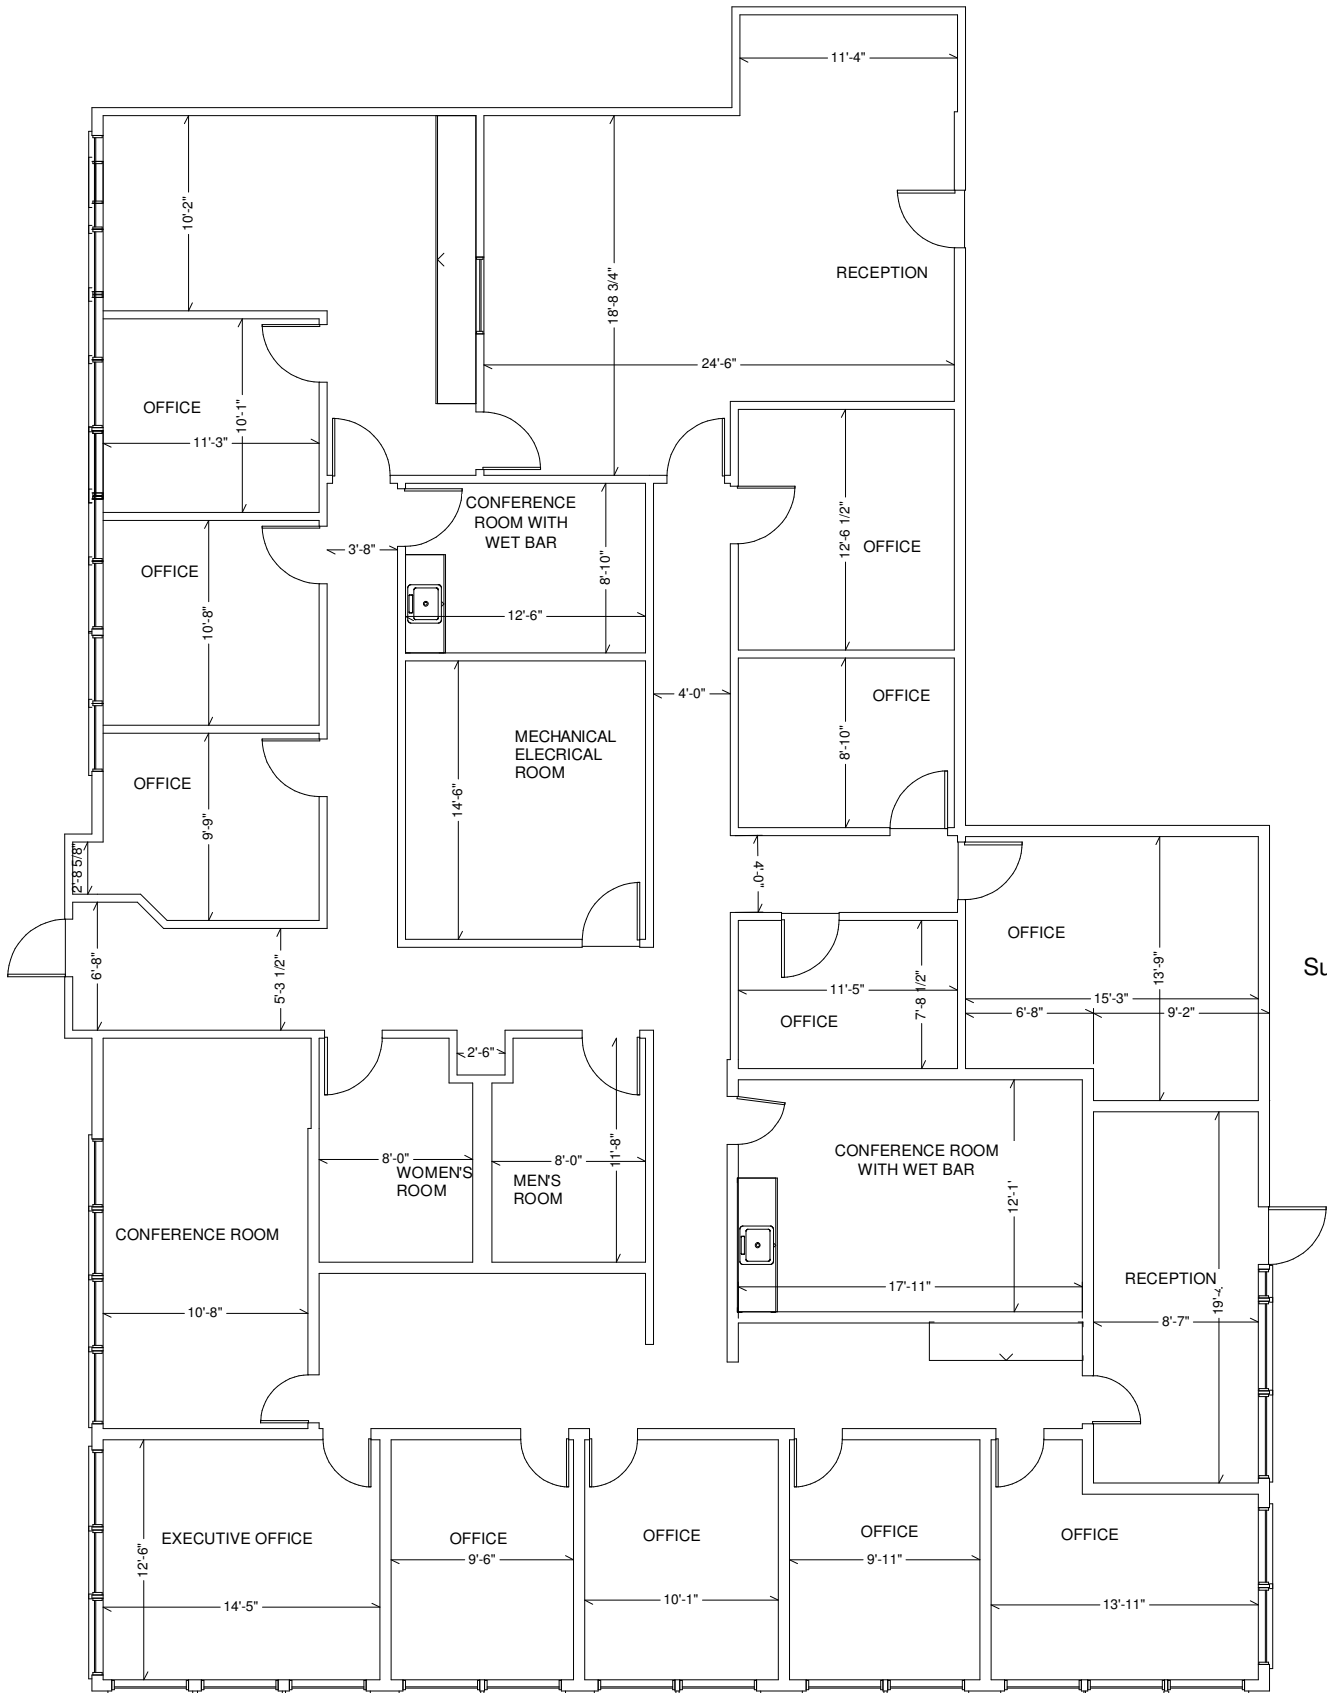 11'-4"
10'-2"
18'-8 3/4"
RECEPTION
24'-6"
OFFICE
10'-1"
11'-3"
CONFERENCE
ROOM WITH
WET BAR
12'-6 1/2"
OFFICE
3'-8"
OFFICE
8'-10"
10'-8"
12'-6"
4'-0"
OFFICE
MECHANICAL
ELECRICAL
ROOM
8'-10"
OFFICE
14'-6"
9'-9"
2'-8 5/8"
4'-0"
OFFICE
6'-8"
5'-3 1/2"
13'-9"
Su
11'-5"
7'-8 1/2"
15'-3"
6'-8"
9'-2"
OFFICE
2'-6"
11'-8"
8'-0"
8'-0"
WOMEN'S
ROOM
MEN'S
ROOM
CONFERENCE ROOM
WITH WET BAR
12'-1'
CONFERENCE ROOM
RECEPTION
17'-11"
19'-4
10'-8"
8'-7"
EXECUTIVE OFFICE
OFFICE
OFFICE
OFFICE
OFFICE
12'-6"
9'-6"
9'-11"
14'-5"
10'-1"
13'-11"